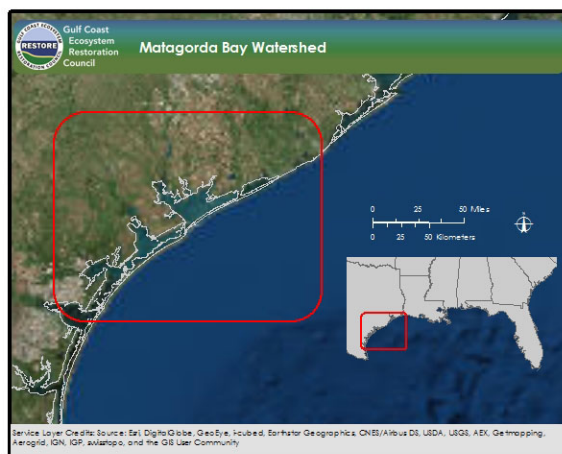 Gulf Coast
Ecosystem
Restoration
Council
RESTORE
Matagorda Bay Watershed
0 25 50 Miles
0 25 50 Kilometers
Service Layer Credits: Source: Esri, DigitalGlobe, GeoEye, i-cubed, Earthstar Geographics, CNES/Airbus DS, USDA, USGS, AEX, Getmapping,
Aerogrid, IGN, IGP, swisstopo, and the GIS User Community